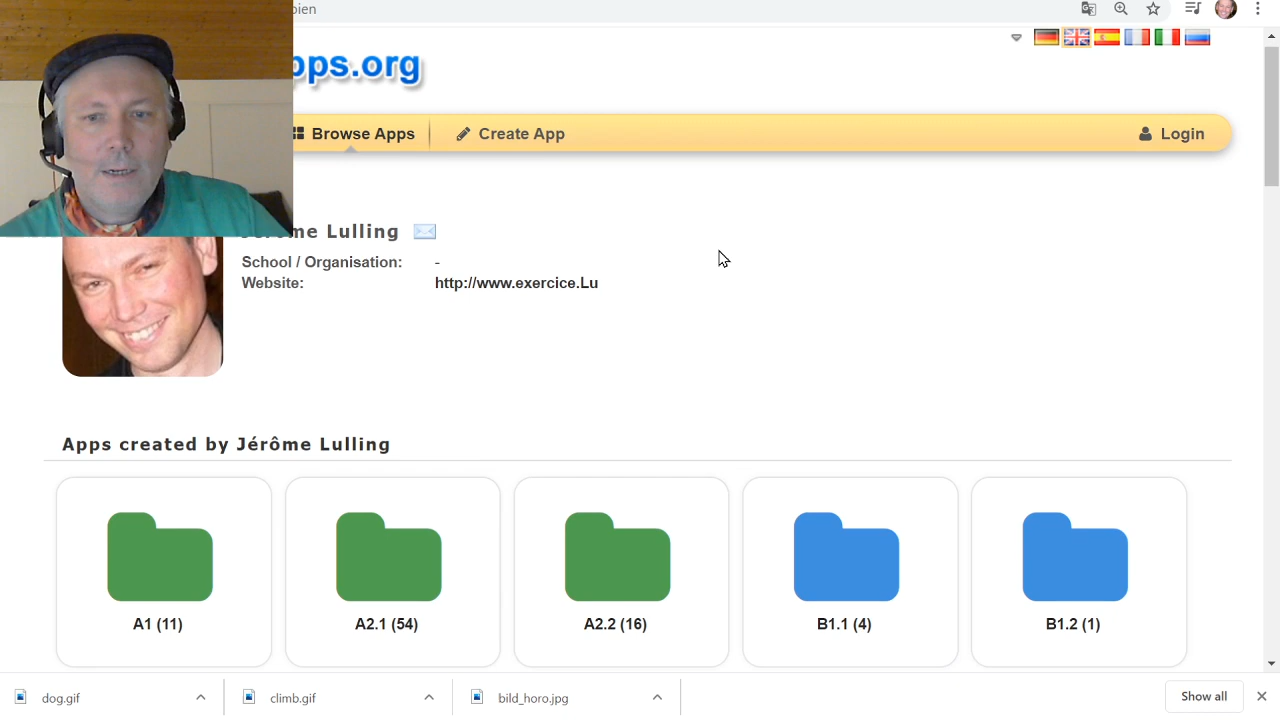 pien
pps.org
Browse Apps
Create App
Login
me Lulling
School / Organisation: -
Website: http://www.exercice.Lu
Apps created by Jérôme Lulling
A1 (11)
A2.1 (54)
A2.2 (16)
B1.1 (4)
B1.2 (1)
dog.gif
climb.gif
bild_horo.jpg
Show all